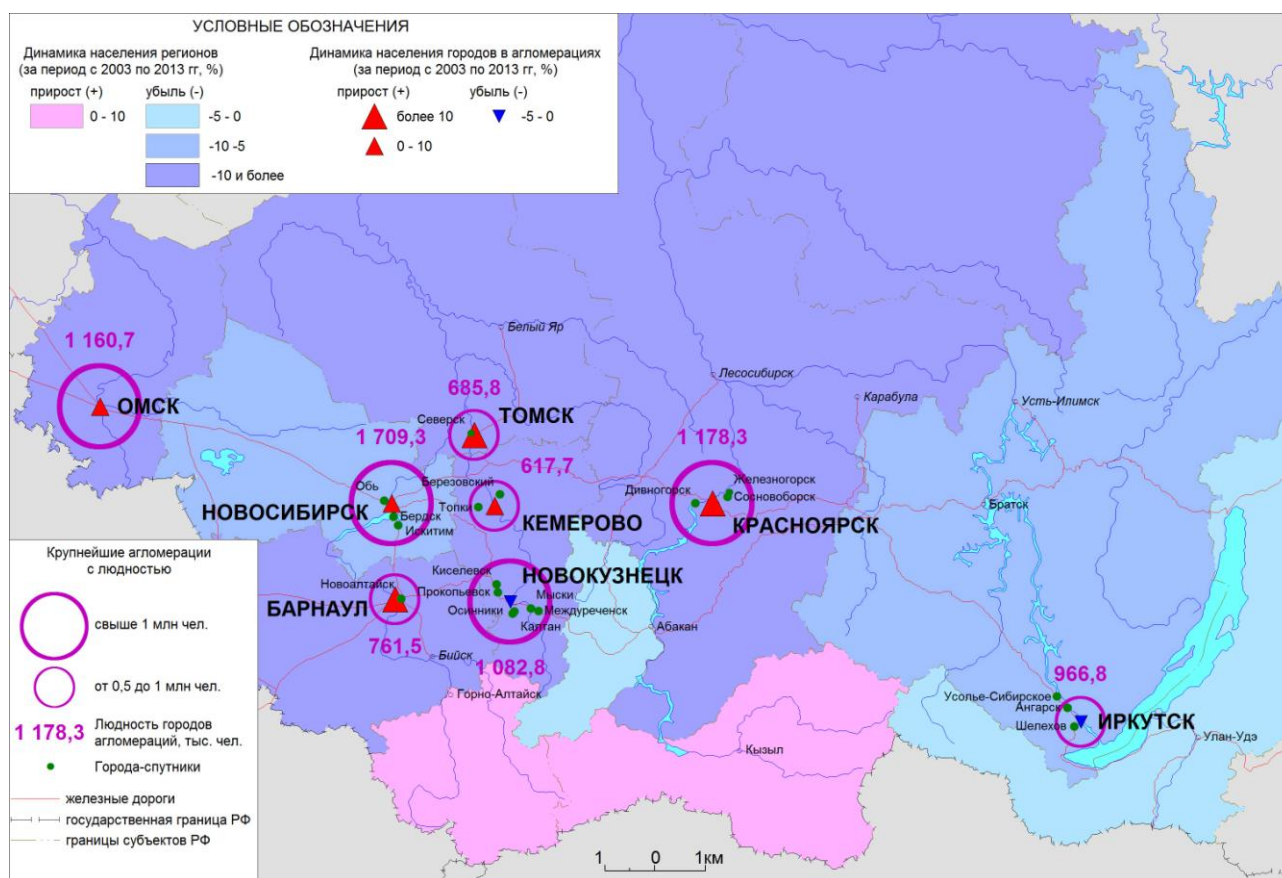 УСЛОВНЫЕ ОБОЗНАЧЕНИЯ
Динамика населения регионов
(за период с 2003 по 2013 гг, %)
прирост (+)
убыль (-)
0 - 10
-5 - 0
-10 -5
-10 и более
Динамика населения городов в агломерациях
(за период с 2003 по 2013 гг, %)
прирост (+)
убыль (-)
более 10
-5 - 0
0 - 10
Белый Яр
1 160,7
ОМСК
Лесосибирск
685,8
Северск
ТОМСК
Карабула
Усть-Илимск
1 709,3
617,7
1 178,3
Обь
Березовский
Железногорск
Дивногорск
Сосновоборск
НОВОСИБИРСК
Бердск
Искитим
Топки
КЕМЕРОВО
КРАСНОЯРСК
Братск
Новоалтайск
БАРНАУЛ
761,5
Киселевск
НОВОКУЗНЕЦК
Прокопьевск
Мыски
Осинники
Междуреченск
Калтан
1 082,8
Абакан
Бийск
Горно-Алтайск
Кызыл
966,8
Усолье-Сибирское
Ангарск
Шелехов
ИРКУТСК
Улан-Удэ
Крупнейшие агломерации
с людностью
свыше 1 млн чел.
от 0,5 до 1 млн чел.
1 178,3
Людность городов
агломераций, тыс. чел.
Города-спутники
железные дороги
государственная граница РФ
границы субъектов РФ
1 0 1км